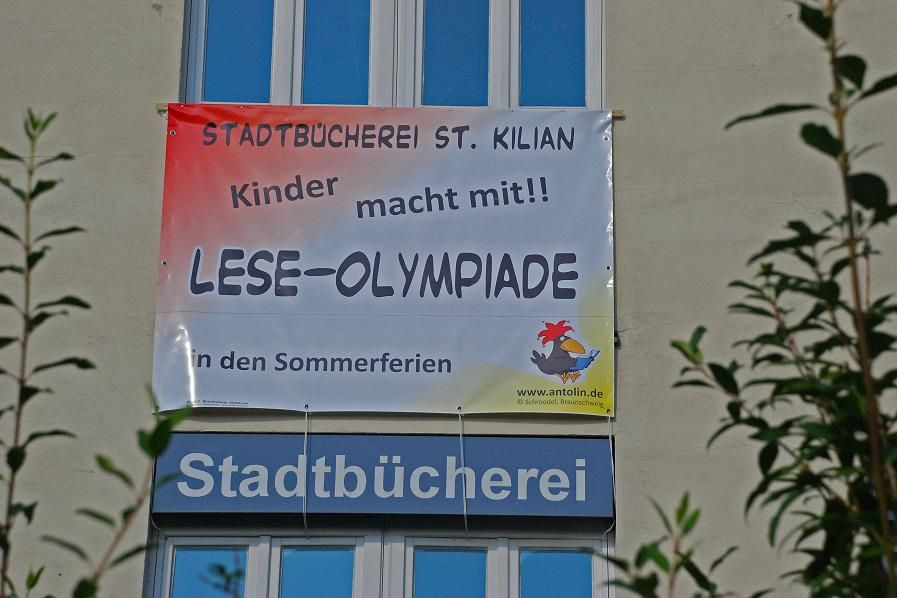 STADTBÜCHEREI ST. KILIAN
Kinder macht mit!!
LESE-OLYMPIADE
in den Sommerferien
www.antolin.de
© Schroedel, Braunschweig
Stadtbücherei